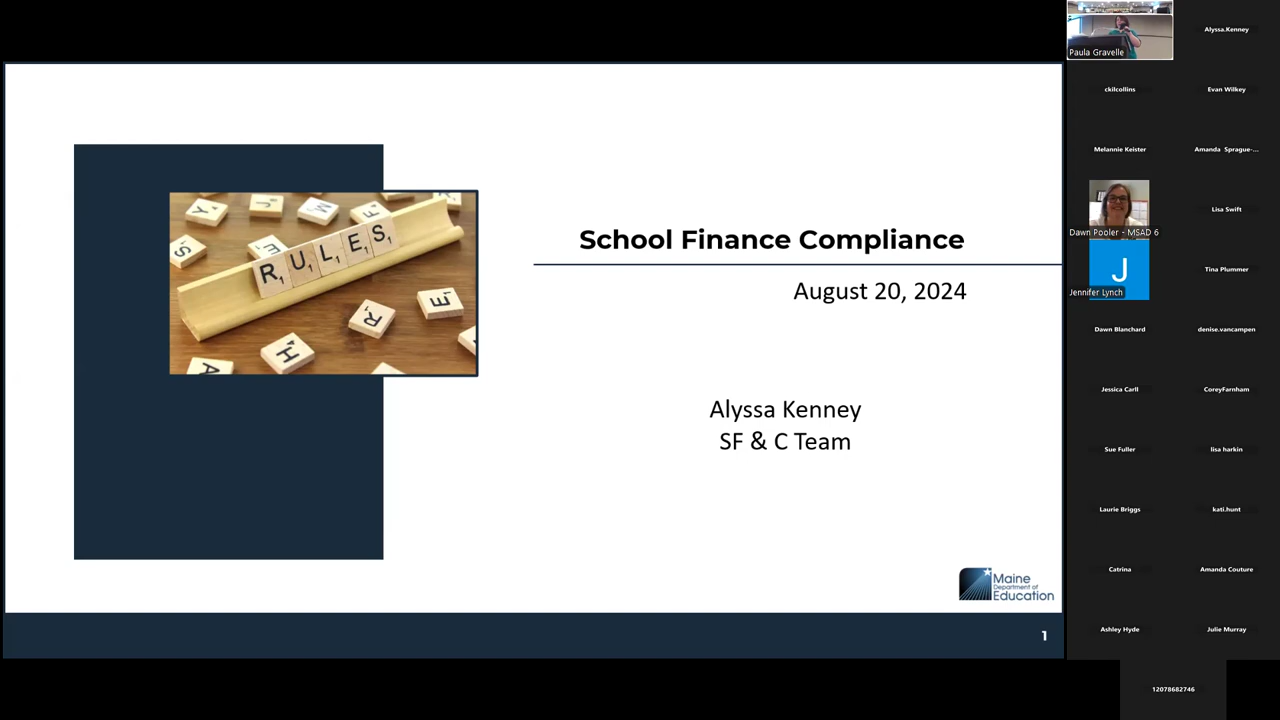 School Finance Compliance
August 20, 2024
Alyssa Kenney
SF & C Team
RULES
Y
J
W
F
S
E
R
E
H
A
Maine
Department of
Education
1
Paula Gravelle
Alyssa.Kenney
ckilcollins
Evan Wilkey
Melannie Keister
Amanda Sprague-...
Dawn Pooler - MSAD 6
Lisa Swift
J
Jennifer Lynch
Tina Plummer
Dawn Blanchard
denise.vancampen
Jessica Carll
CoreyFarnham
Sue Fuller
lisa harkin
Laurie Briggs
kati.hunt
Catrina
Amanda Couture
Ashley Hyde
Julie Murray
12078682746